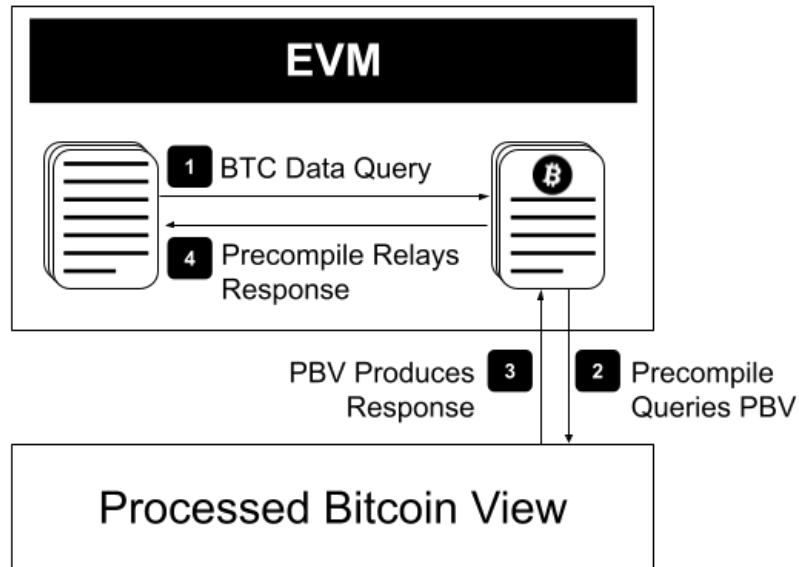 EVM
1 BTC Data Query
4 Precompile Relays
Response
PBV Produces
Response
3
2 Precompile
Queries PBV
Processed Bitcoin View